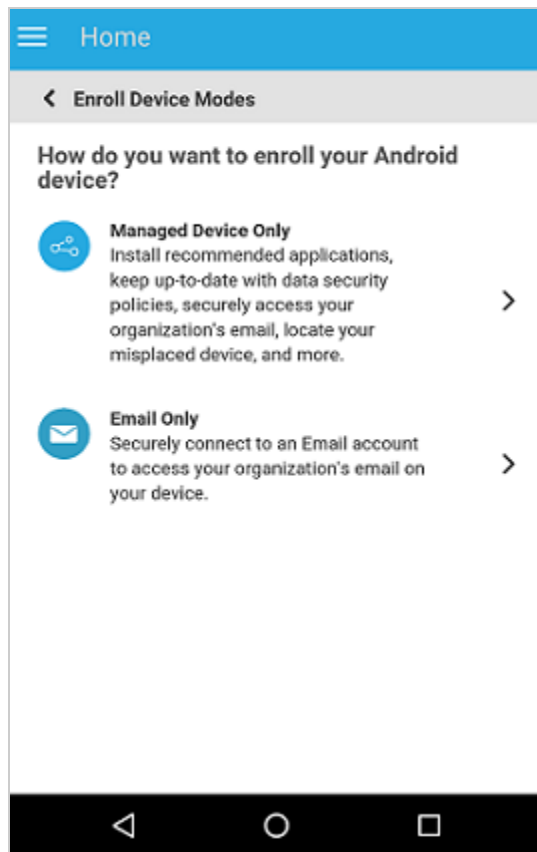 Home
Enroll Device Modes
How do you want to enroll your Android
device?
Managed Device Only
Install recommended applications,
keep up-to-date with data security
policies, securely access your
organization's email, locate your
misplaced device, and more.
Email Only
Securely connect to an Email account
to access your organization's email on
your device.